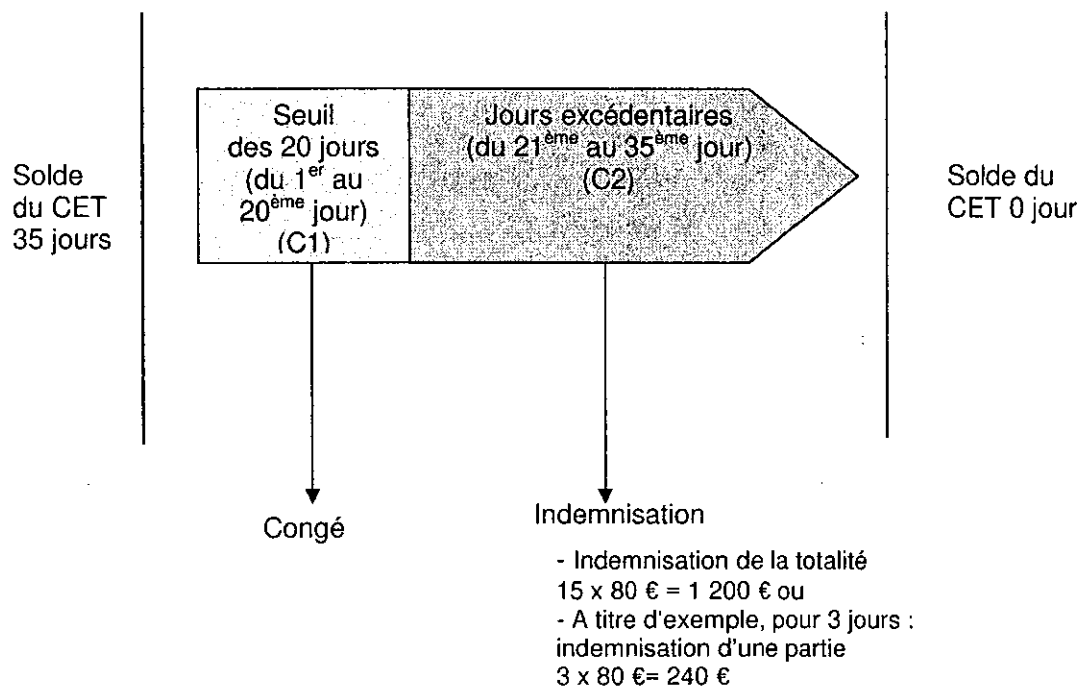 Solde
du CET
35 jours
Seuil
des 20 jours
(du 1er au
20ème jour)
(C1)
Jours excédentaires
(du 21ème au 35ème jour)
(C2)
Solde du
CET 0 jour
Congé
Indemnisation
- Indemnisation de la totalité
15 x 80 € = 1 200 € ou
- A titre d'exemple, pour 3 jours :
indemnisation d'une partie
3 x 80 €= 240 €